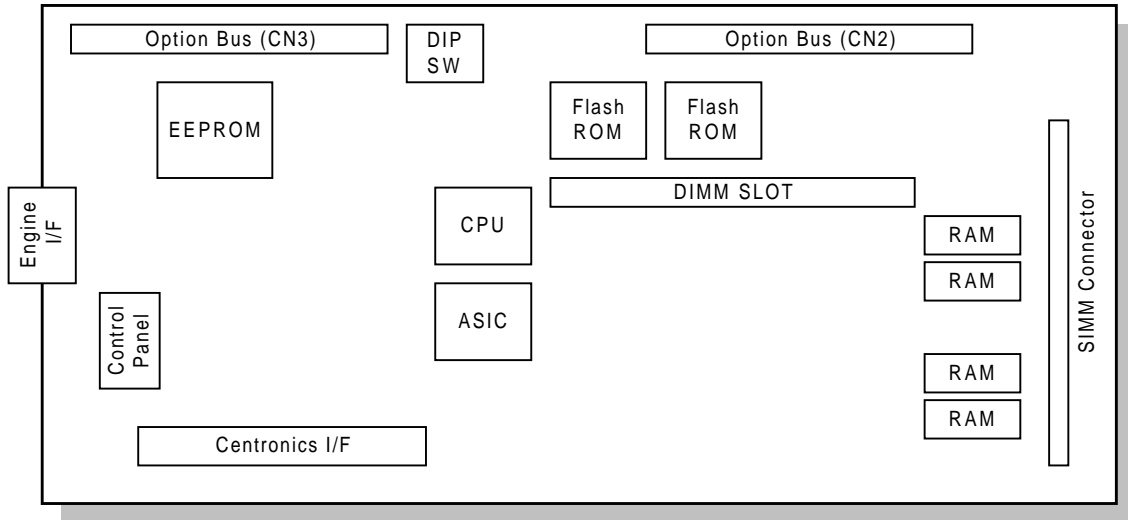 Option Bus (CN3)
DIP
SW
Option Bus (CN2)
EEPROM
Flash
ROM
Flash
ROM
DIMM SLOT
Engine
I/F
CPU
RAM
RAM
SIMM Connector
Control
Panel
ASIC
RAM
RAM
Centronics I/F